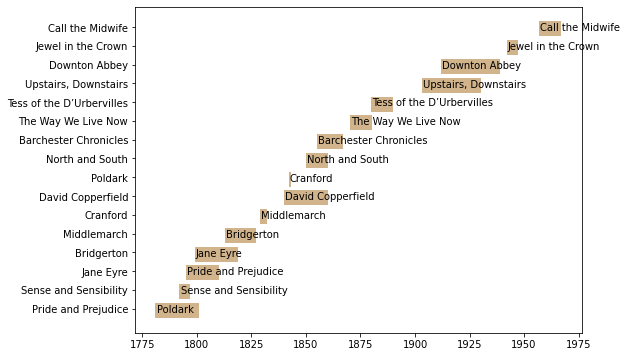 Call the Midwife Call the Midwife
Jewel in the Crown Jewel in the Crown
Downton Abbey Downton Abbey
Upstairs, Downstairs Upstairs, Downstairs
Tess of the D’Urbervilles Tess of the D’Urbervilles
The Way We Live Now The Way We Live Now
Barchester Chronicles Barchester Chronicles
North and South North and South
Poldark Cranford
David Copperfield David Copperfield
Cranford Middlemarch
Middlemarch Bridgerton
Bridgerton Jane Eyre
Jane Eyre Pride and Prejudice
Sense and Sensibility Sense and Sensibility
Pride and Prejudice Poldark
1775 1800 1825 1850 1875 1900 1925 1950 1975